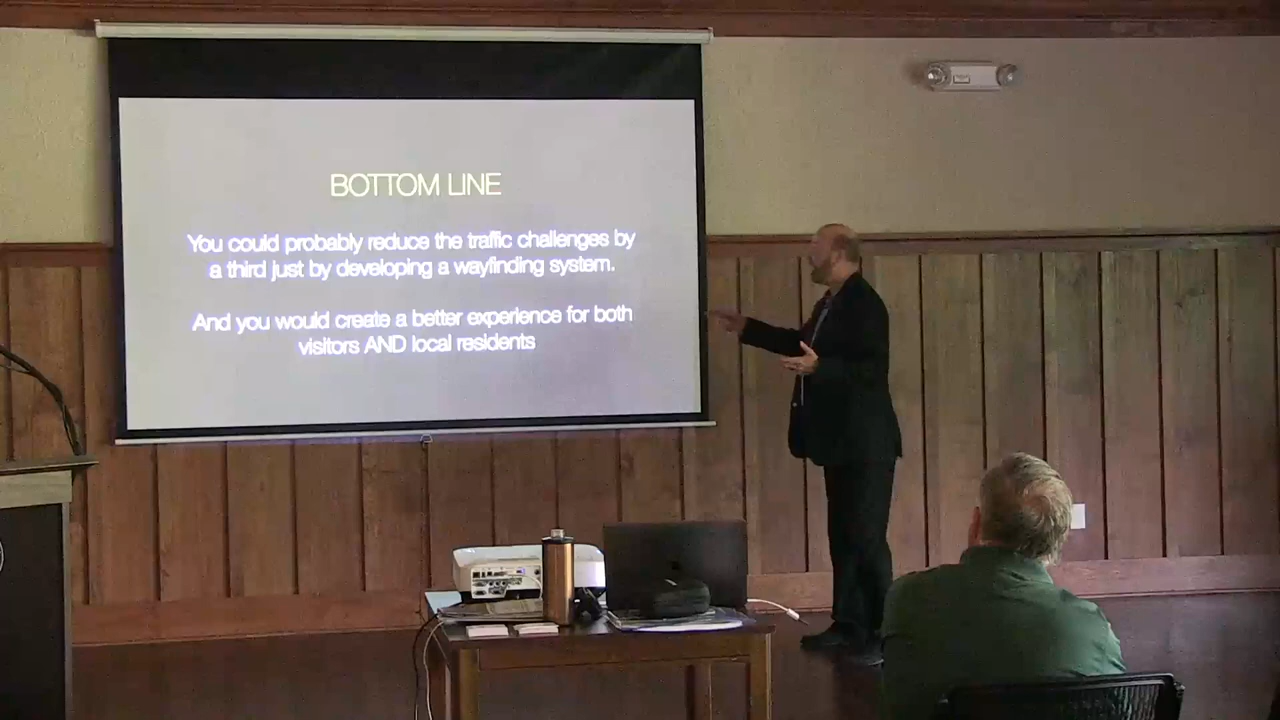 BOTTOM LINE
You could probably reduce the traffic challenges by
a third just by developing a wayfinding system.
And you would create a better experience for both
visitors AND local residents